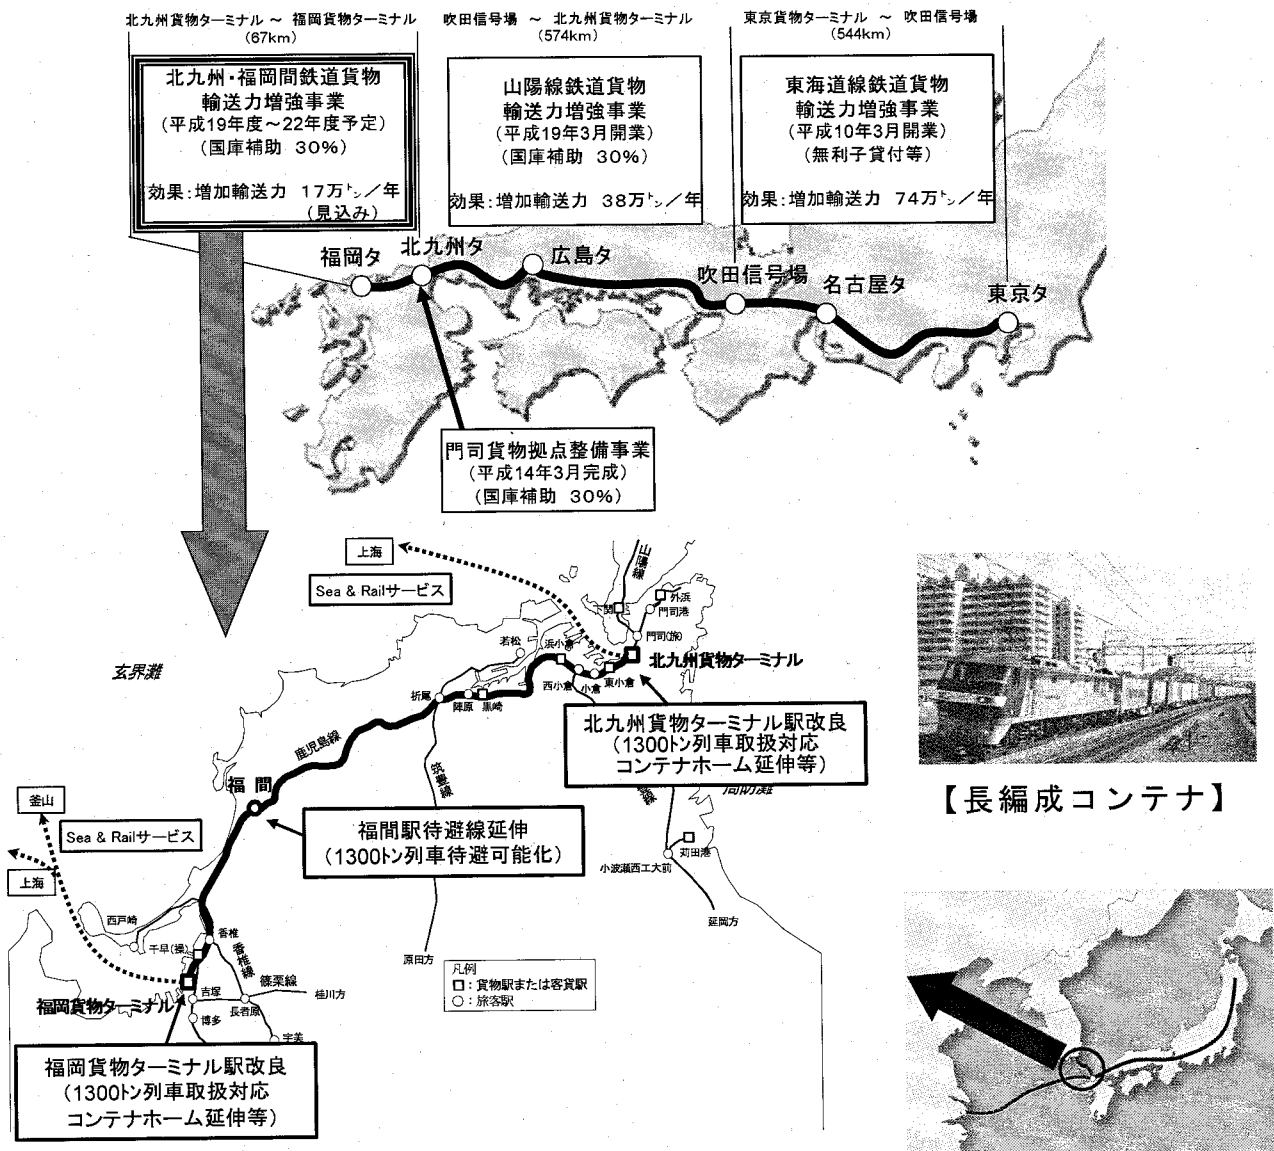 北九州貨物ターミナル ～ 福岡貨物ターミナル
（67km）
吹田信号場 ～ 北九州貨物ターミナル
（574km）
東京貨物ターミナル ～ 吹田信号場
（544km）
北九州・福岡間鉄道貨物
輸送力増強事業
（平成19年度～22年度予定）
（国庫補助 30％）
効果：増加輸送力 17万㌧／年
（見込み）
山陽線鉄道貨物
輸送力増強事業
（平成19年3月開業）
（国庫補助 30％）
効果：増加輸送力 38万㌧／年
東海道線鉄道貨物
輸送力増強事業
（平成10年3月開業）
（無利子貸付等）
効果：増加輸送力 74万㌧／年
福岡タ
北九州タ
広島タ
吹田信号場
名古屋タ
東京タ
門司貨物拠点整備事業
（平成14年3月完成）
（国庫補助 30％）
上海
Sea & Railサービス
山陽線
下関
外浜
門司港
門司（旅）
北九州貨物ターミナル
若松
浜小倉
西小倉
小倉
東小倉
折尾
陣原
黒崎
玄界灘
鹿児島線
筑豊線
北九州貨物ターミナル駅改良
（1300㌧列車取扱対応
コンテナホーム延伸等）
周防灘
【長編成コンテナ】
福間
福間駅待避線延伸
（1300㌧列車待避可能化）
釜山
Sea & Railサービス
上海
苅田港
小波瀬西工大前
延岡方
原田方
西戸崎
香椎
千早（操）
香椎線
篠栗線
桂川方
福岡貨物ターミナル
吉塚
長者原
博多
宇美
凡例
□：貨物駅または客貨駅
○：旅客駅
福岡貨物ターミナル駅改良
（1300㌧列車取扱対応
コンテナホーム延伸等）